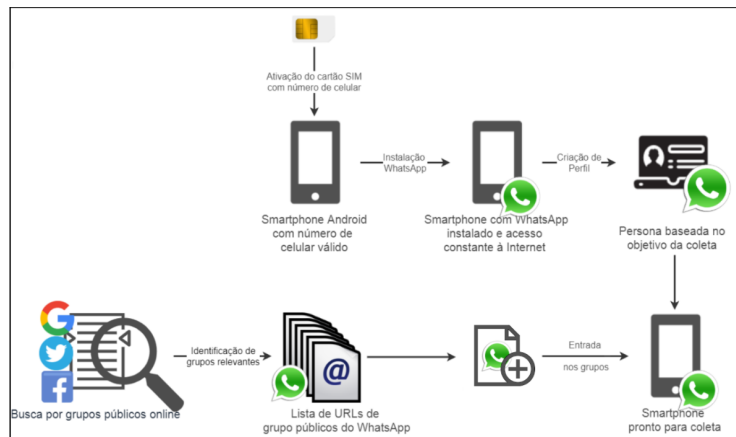 Ativação do cartão SIM
com número de celular
Instalação
WhatsApp
Criação de
Perfil
Smartphone Android
com número de
celular válido
Smartphone com WhatsApp
instalado e acesso
constante à Internet
Persona baseada no
objetivo da coleta
Identificação de
grupos relevantes
@
Entrada
nos grupos
Busca por grupos públicos online
Lista de URLs de
grupo públicos do WhatsApp
Smartphone
pronto para coleta